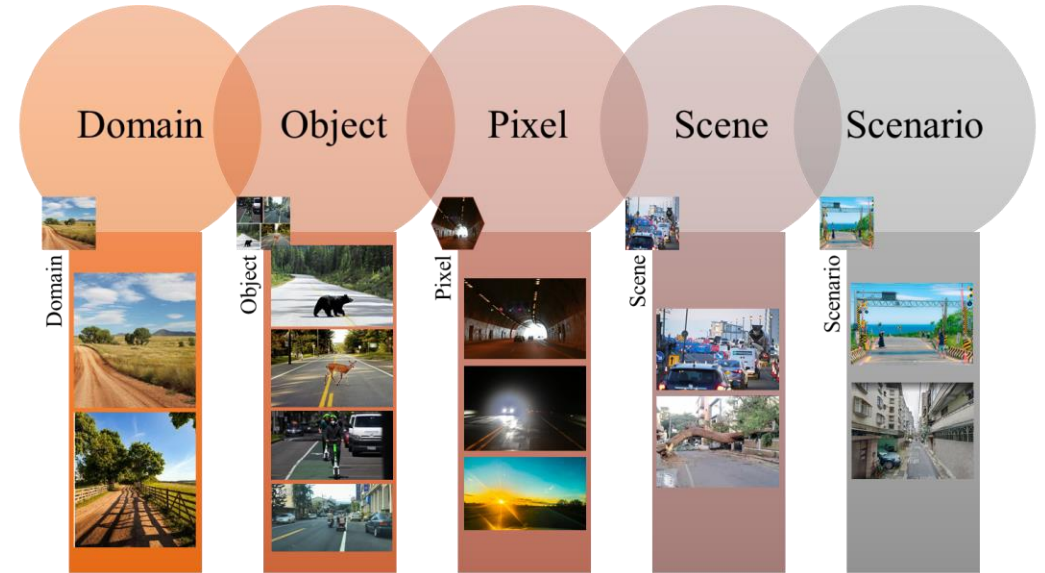 Domain
Object
Pixel
Scene
Scenario
Domain
Object
Pixel
Scene
Scenario